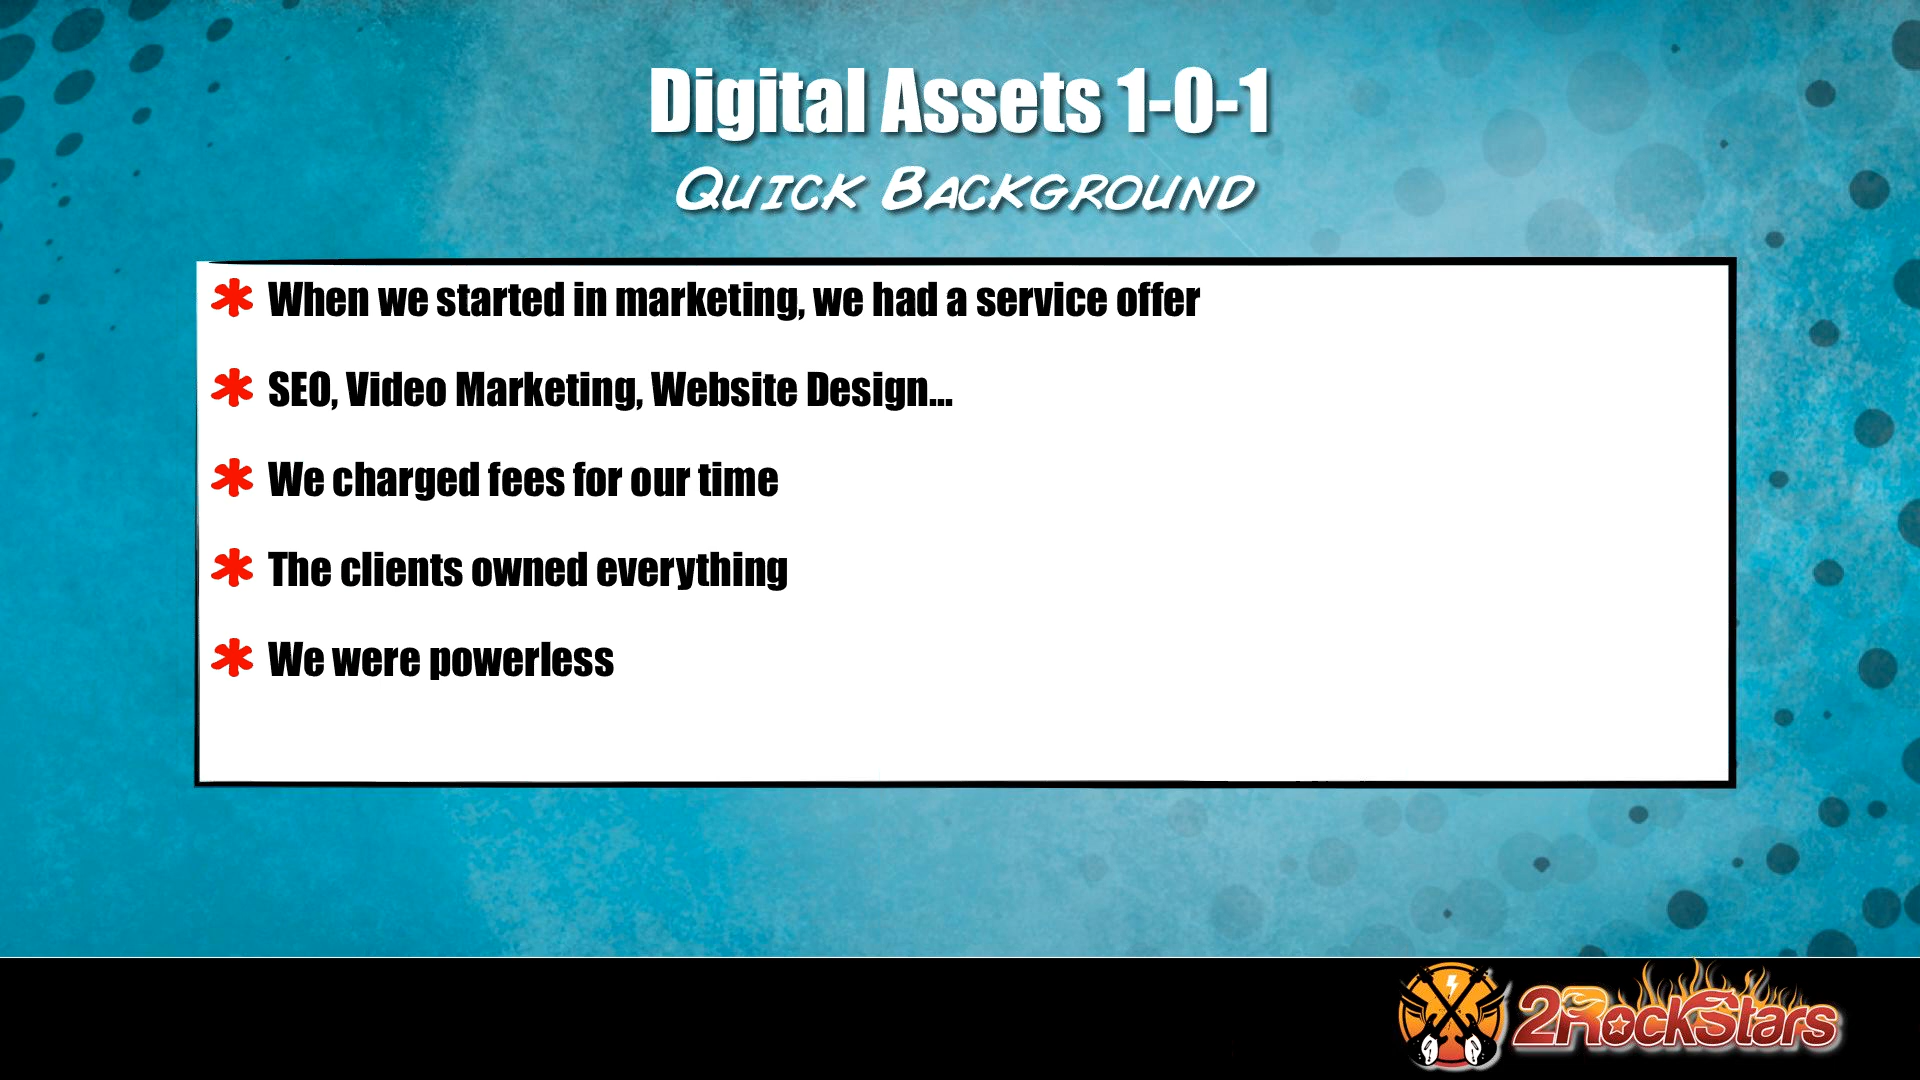 Digital Assets 1-0-1
Quick Background
* When we started in marketing, we had a service offer
* SEO, Video Marketing, Website Design...
* We charged fees for our time
* The clients owned everything
* We were powerless
2RockStars